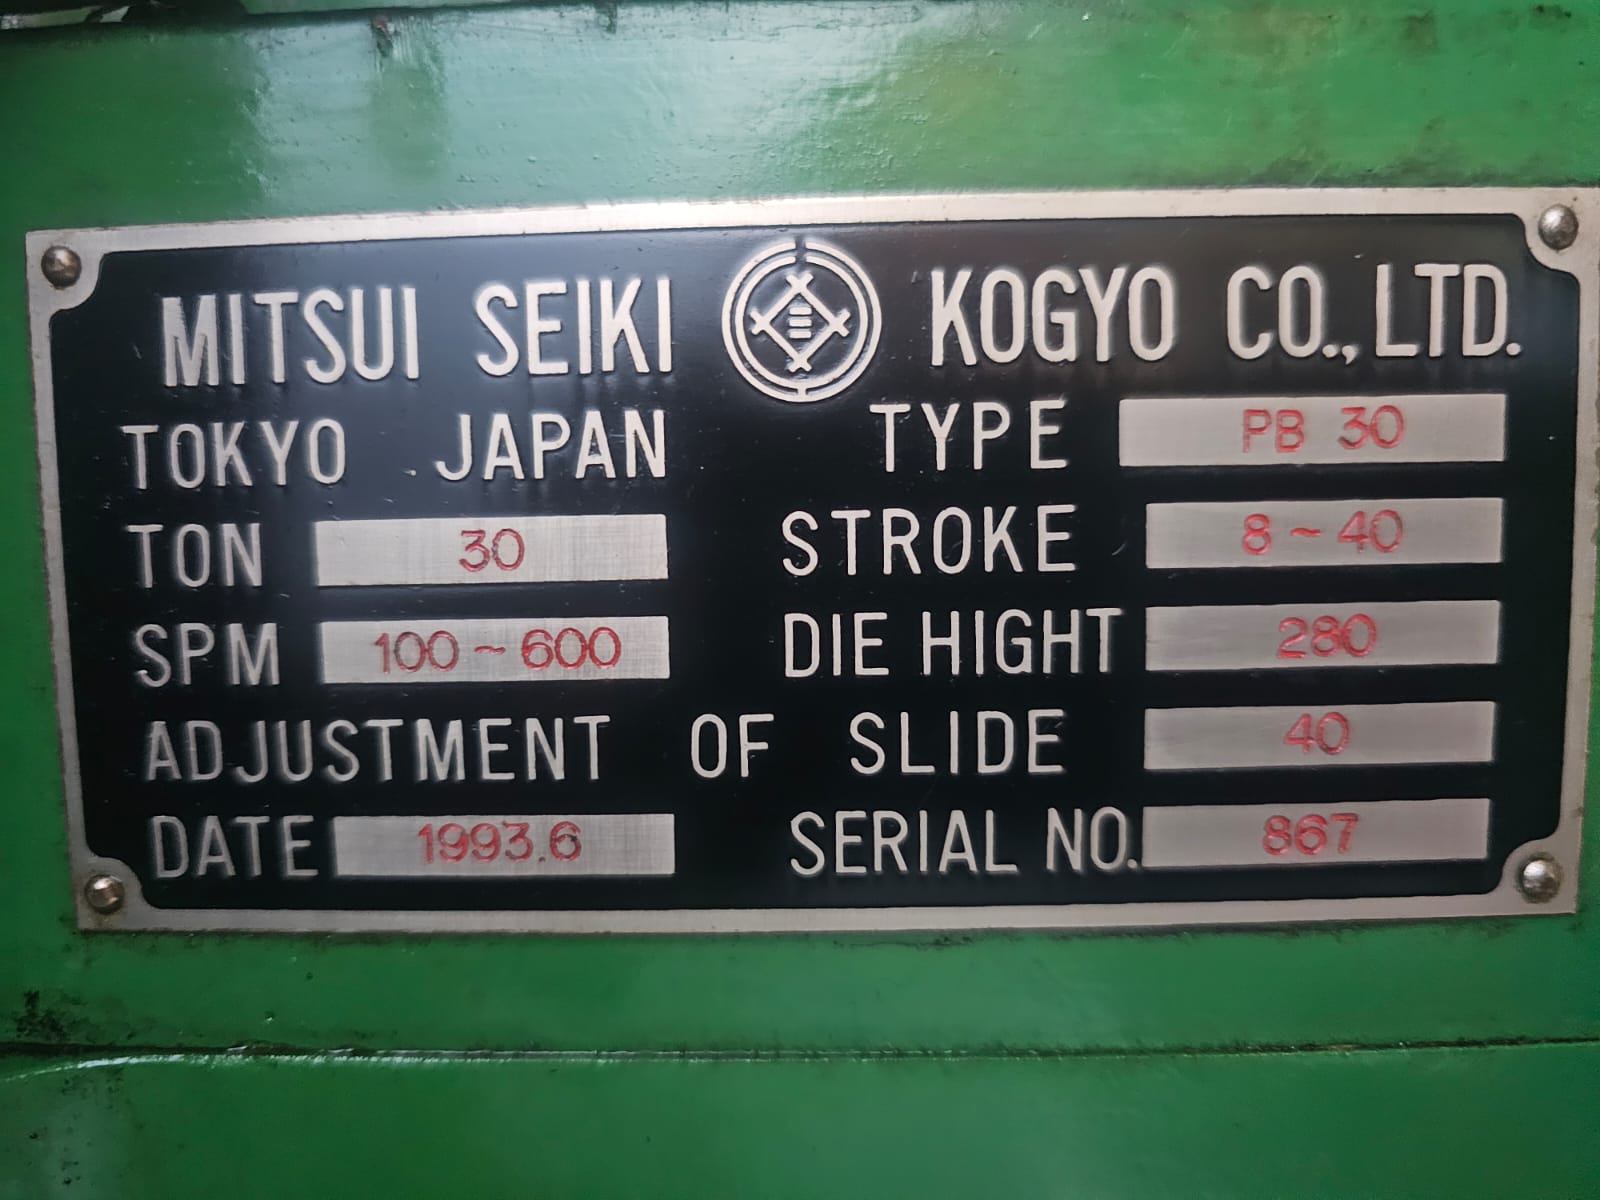 MITSUI SEIKI 三 KOGYO CO., LTD.
TOKYO JAPAN TYPE PB 30
TON 30 STROKE 8~40
SPM 100~600 DIE HIGHT 280
ADJUSTMENT OF SLIDE 40
DATE 1993.6 SERIAL NO. 867